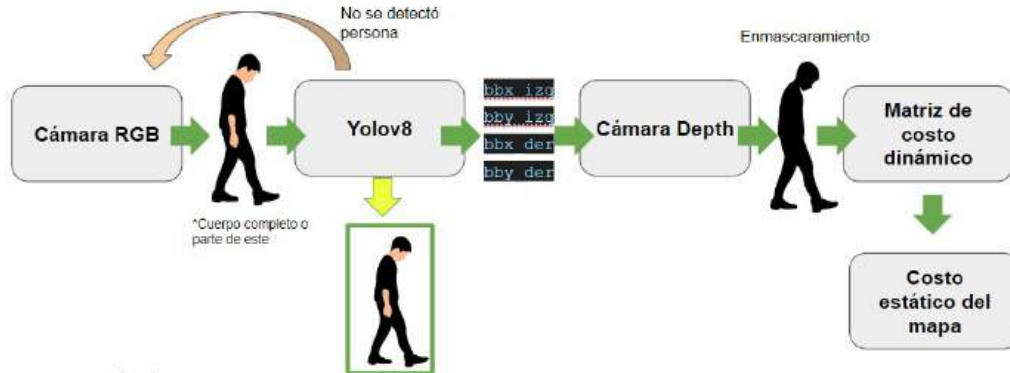 No se detectó
persona
Enmascaramiento
Cámara RGB
Yolov8
bbx izq
bby izq
bbx der
bby der
Cámara Depth
Matriz de
costo
dinámico
*Cuerpo completo o
parte de este
Costo
estático del
mapa